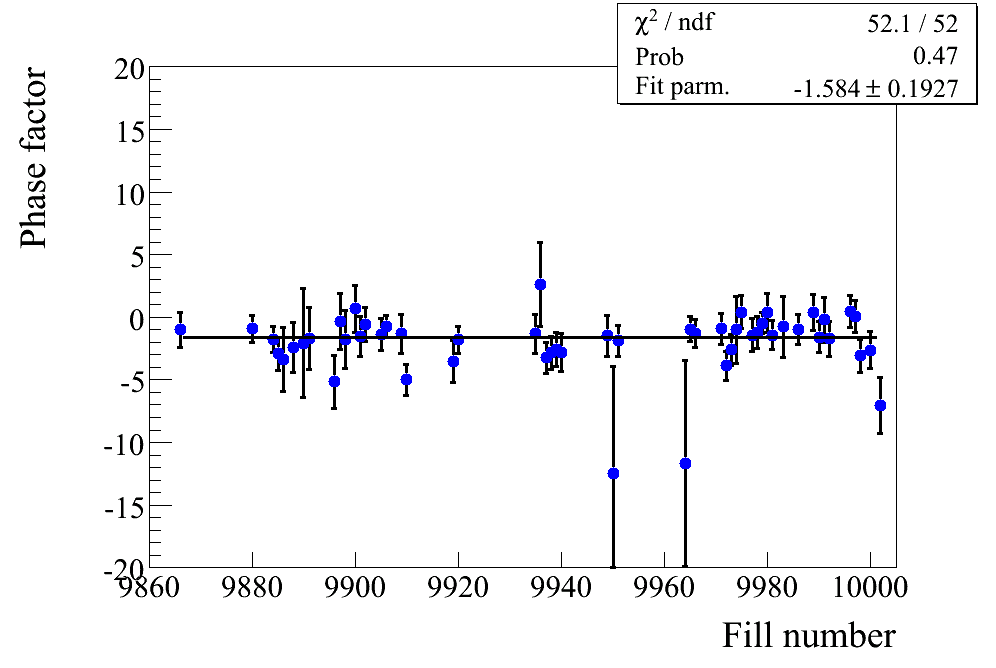 χ² / ndf 52.1 / 52
Prob 0.47
Fit parm. -1.584 ± 0.1927
Phase factor
20
15
10
5
0
-5
-10
-15
-20
9860 9880 9900 9920 9940 9960 9980 10000
Fill number